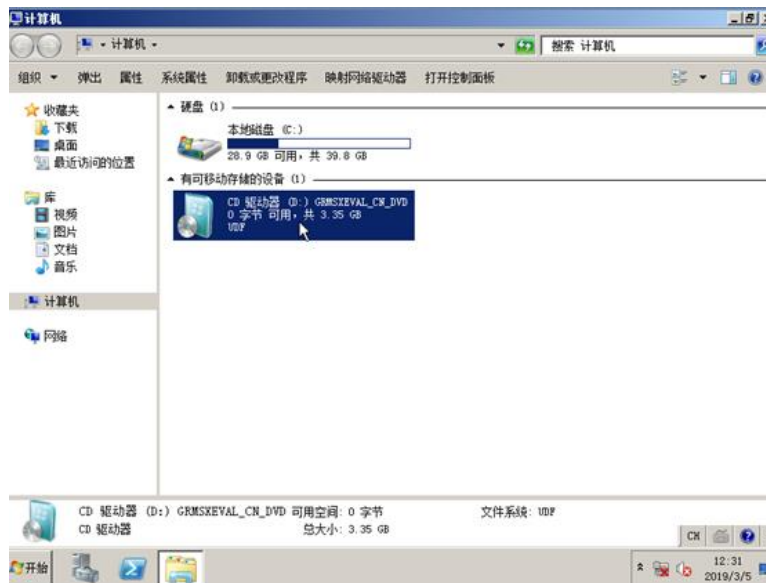 计算机
计算机
搜索 计算机
组织 弹出 属性 系统属性 卸载或更改程序 映射网络驱动器 打开控制面板
收藏夹
下载
桌面
最近访问的位置
库
视频
图片
文档
音乐
计算机
网络
硬盘 (1)
本地磁盘 (C:)
28.9 GB 可用，共 39.8 GB
有可移动存储的设备 (1)
CD 驱动器 (D:) GRMSXEVAL_CN_DVD
0 字节 可用，共 3.35 GB
UDF
CD 驱动器 (D:) GRMSXEVAL_CN_DVD 可用空间: 0 字节 文件系统: UDF
CD 驱动器 总大小: 3.35 GB
CH
开始
12:31
2019/3/5